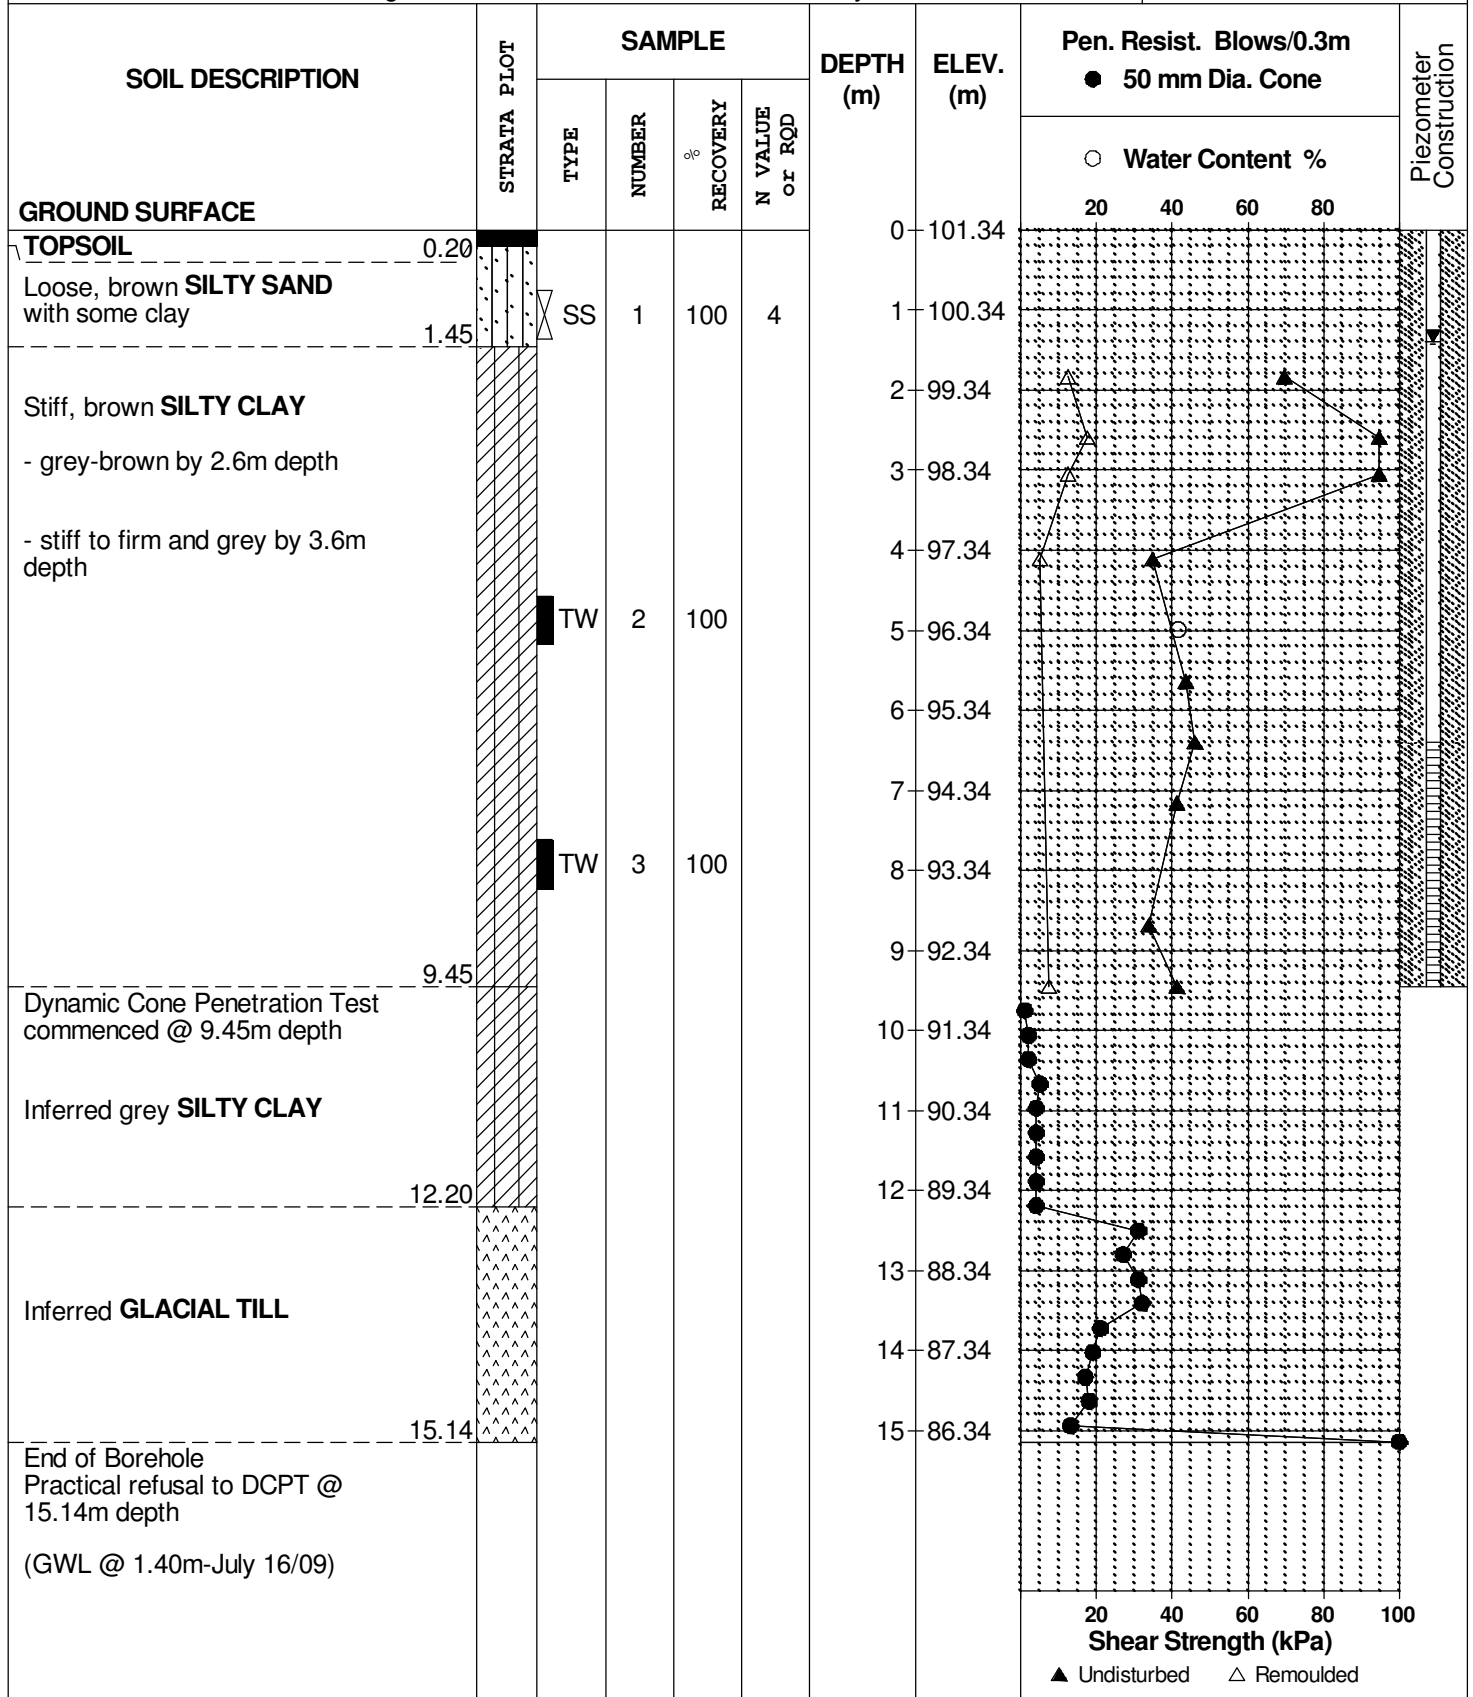 SOIL DESCRIPTION
GROUND SURFACE
STRATA PLOT
SAMPLE
TYPE
NUMBER
% RECOVERY
N VALUE or RQD
DEPTH (m)
ELEV. (m)
Pen. Resist. Blows/0.3m
● 50 mm Dia. Cone
○ Water Content %
20 40 60 80
Piezometer Construction
TOPSOIL 0.20
Loose, brown SILTY SAND
with some clay
1.45
SS 1 100 4
Stiff, brown SILTY CLAY
- grey-brown by 2.6m depth
- stiff to firm and grey by 3.6m
depth
TW 2 100
TW 3 100
9.45
Dynamic Cone Penetration Test
commenced @ 9.45m depth
Inferred grey SILTY CLAY
12.20
Inferred GLACIAL TILL
15.14
End of Borehole
Practical refusal to DCPT @
15.14m depth
(GWL @ 1.40m-July 16/09)
0 101.34
1 100.34
2 99.34
3 98.34
4 97.34
5 96.34
6 95.34
7 94.34
8 93.34
9 92.34
10 91.34
11 90.34
12 89.34
13 88.34
14 87.34
15 86.34
20 40 60 80 100
Shear Strength (kPa)
▲ Undisturbed △ Remoulded